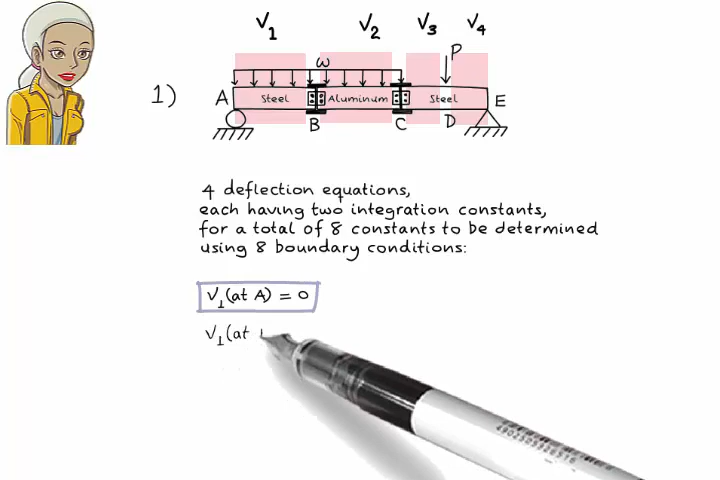 V1 V2 V3 V4
ω P
1) A Steel Aluminum Steel E
B C D
4 deflection equations,
each having two integration constants,
for a total of 8 constants to be determined
using 8 boundary conditions:
V1(at A) = 0
V1(at
4902505326516